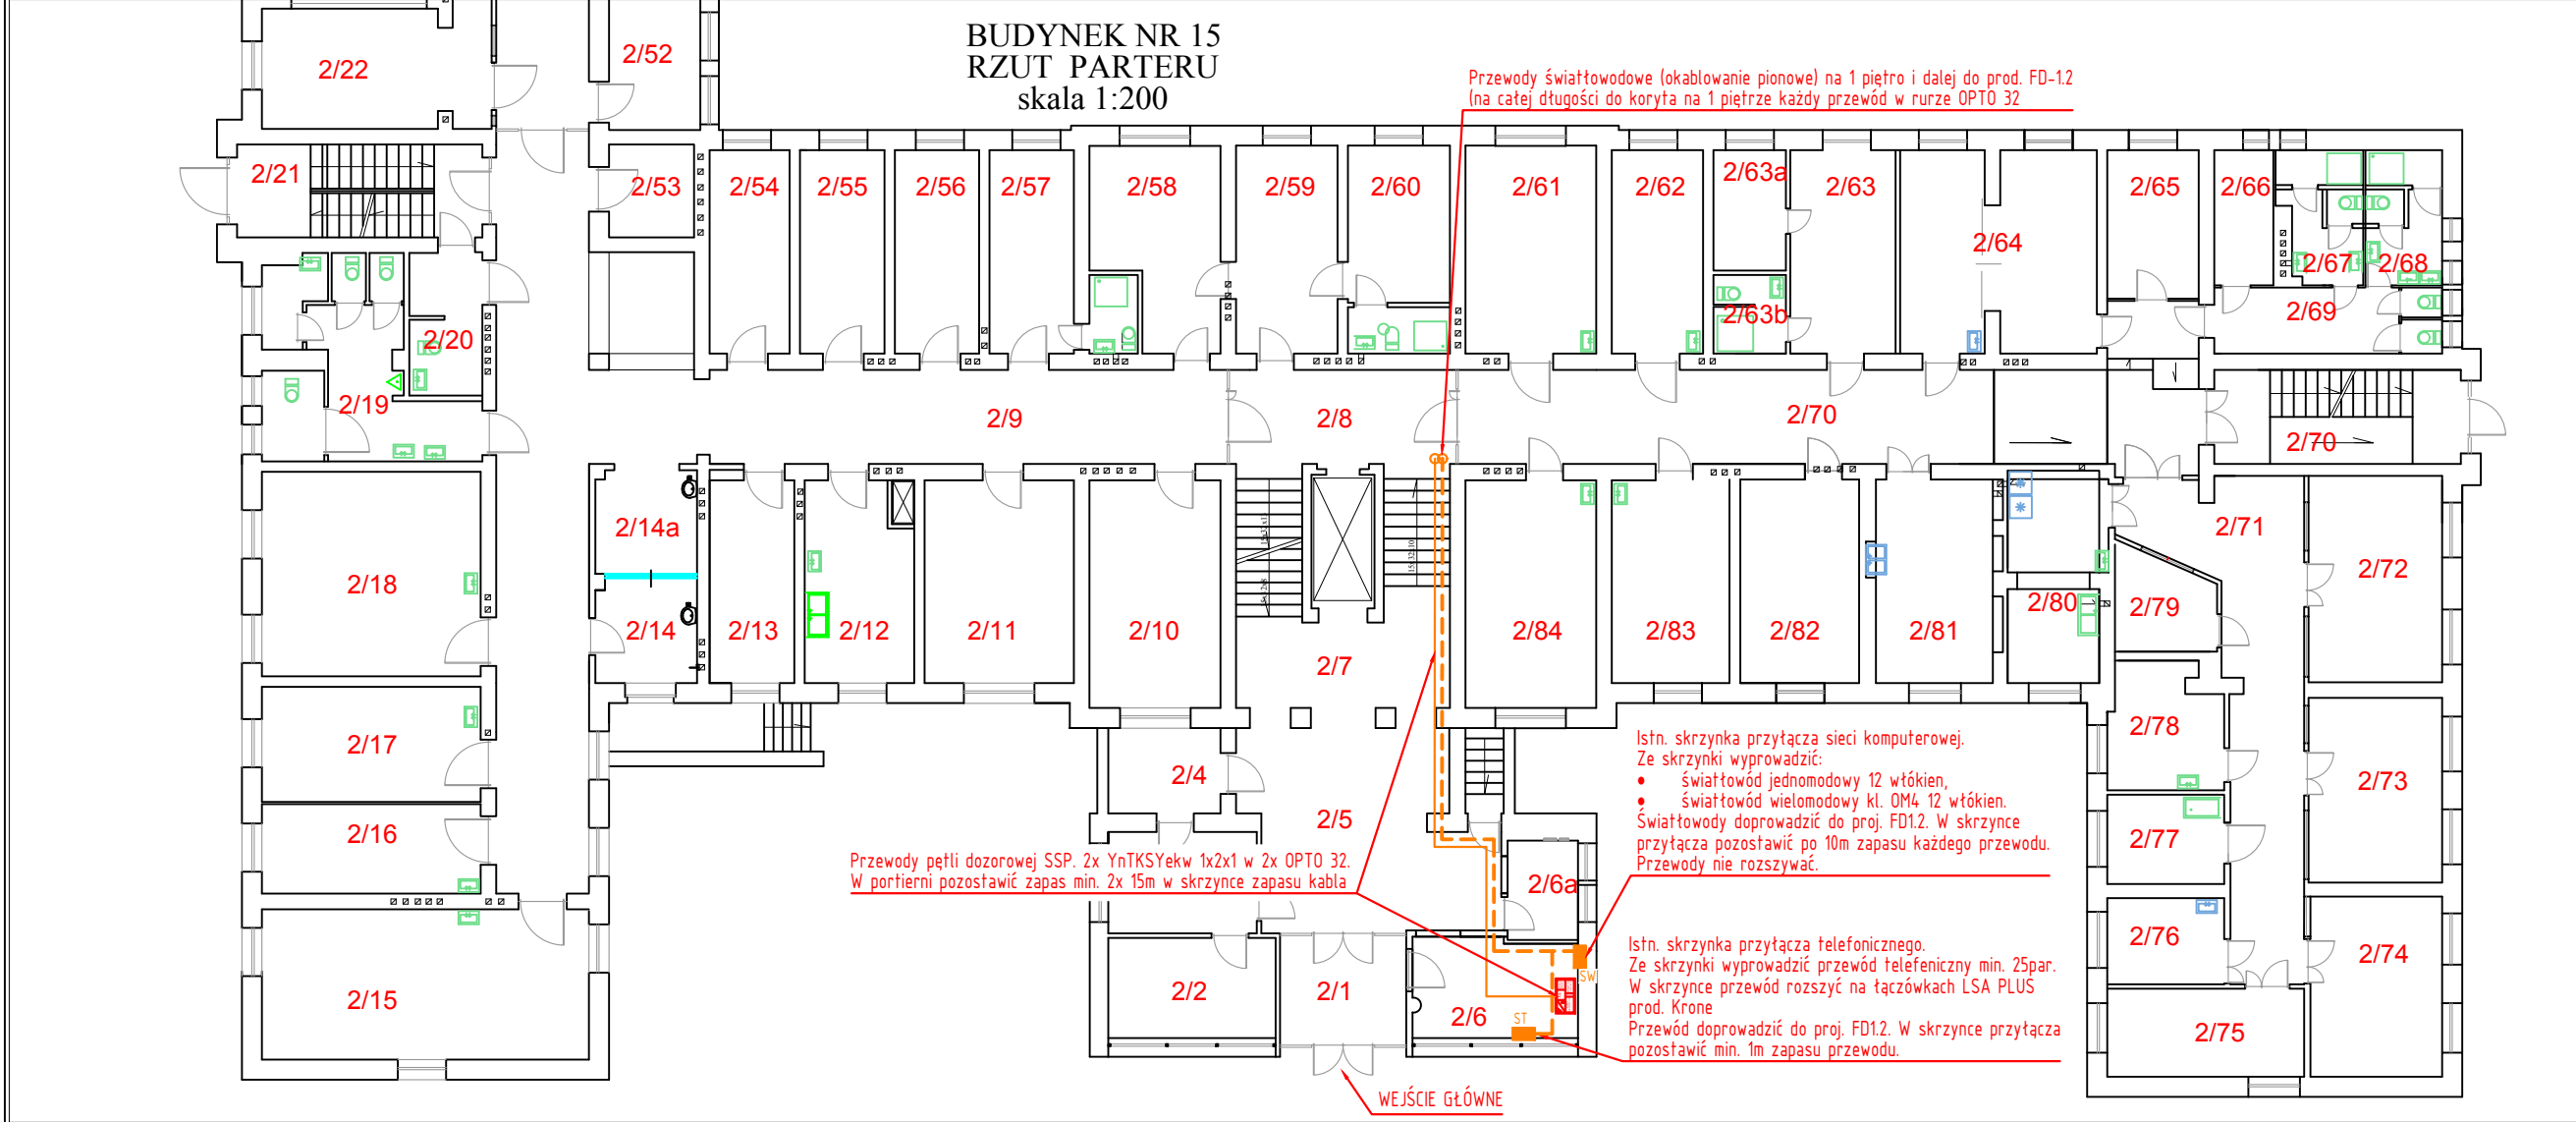 BUDYNEK NR 15
RZUT PARTERU
skala 1:200
2/22
2/52
Przewody światłowodowe (okablowanie pionowe) na 1 piętro i dalej do prod. FD-1.2
(na całej długości do koryta na 1 piętrze każdy przewód w rurze OPTO 32
2/21
2/53
2/54
2/55
2/56
2/57
2/58
2/59
2/60
2/61
2/62
2/63a
2/63
2/64
2/65
2/66
2/67
2/68
2/63b
2/69
2/20
2/19
2/9
2/8
2/70
2/70
2/14a
2/18
2/14
2/13
2/12
2/11
2/10
2/7
2/84
2/83
2/82
2/81
2/80
2/79
2/71
2/72
2/17
2/4
2/78
2/73
2/16
2/5
2/77
Istn. skrzynka przyłącza sieci komputerowej.
Ze skrzynki wyprowadzić:
• światłowód jednomodowy 12 włókien,
• światłowód wielomodowy kl. OM4 12 włókien.
Światłowody doprowadzić do proj. FD1.2. W skrzynce
przyłącza pozostawić po 10m zapasu każdego przewodu.
Przewody nie rozszywać.
Przewody pętli dozorowej SSP. 2x YnTKSYekw 1x2x1 w 2x OPTO 32.
W portierni pozostawić zapas min. 2x 15m w skrzynce zapasu kabla
2/6a
2/76
2/74
Istn. skrzynka przyłącza telefonicznego.
Ze skrzynki wyprowadzić przewód telefeniczny min. 25par.
W skrzynce przewód rozszyć na łączówkach LSA PLUS
prod. Krone
Przewód doprowadzić do proj. FD1.2. W skrzynce przyłącza
pozostawić min. 1m zapasu przewodu.
SW
2/15
2/2
2/1
2/6
ST
2/75
WEJŚCIE GŁÓWNE